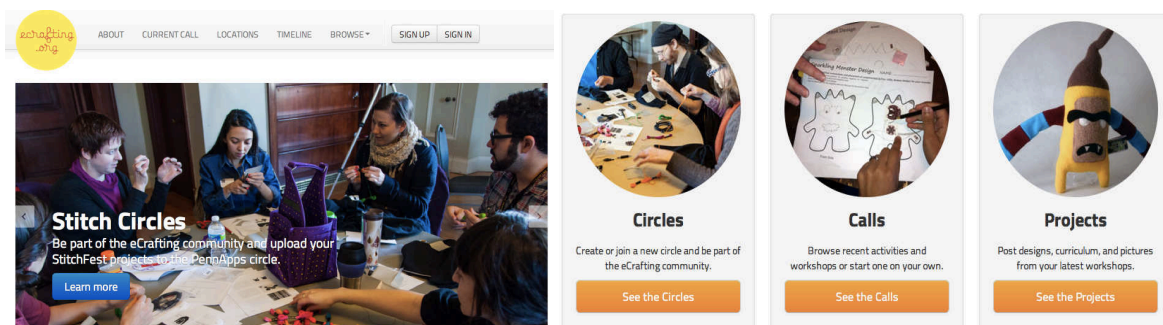 ecrafting
.org
ABOUT
CURRENT CALL
LOCATIONS
TIMELINE
BROWSE
SIGN UP
SIGN IN
Stitch Circles
Be part of the eCrafting community and upload your
StitchFest projects to the PennApps circle.
Learn more
Circles
Create or join a new circle and be part of
the eCrafting community.
See the Circles
Sparkling Monster Design
Calls
Browse recent activities and
workshops or start one on your own.
See the Calls
Projects
Post designs, curriculum, and pictures
from your latest workshops.
See the Projects